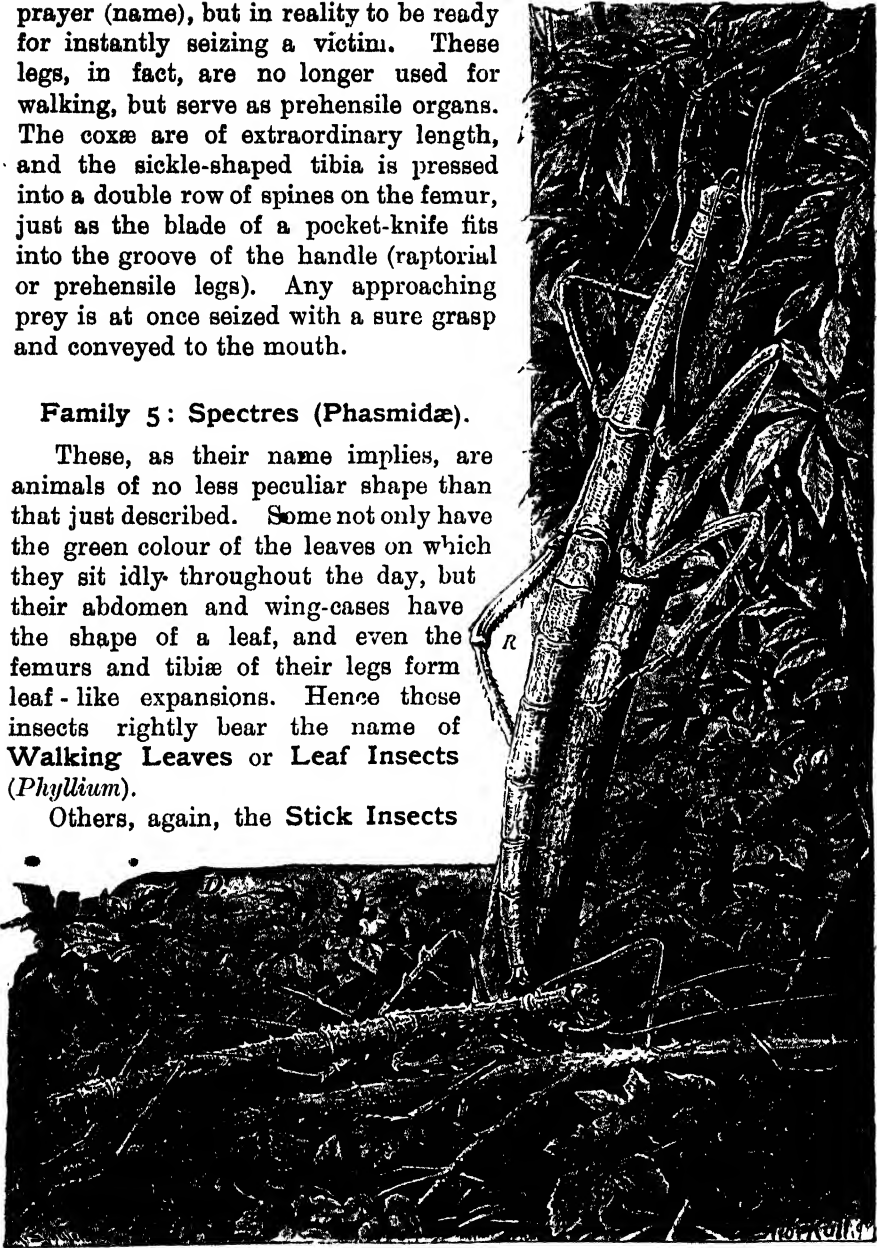 prayer (name), but in reality to be ready
for instantly seizing a victim. These
legs, in fact, are no longer used for
walking, but serve as prehensile organs.
The coxæ are of extraordinary length,
and the sickle-shaped tibia is pressed
into a double row of spines on the femur,
just as the blade of a pocket-knife fits
into the groove of the handle (raptorial
or prehensile legs). Any approaching
prey is at once seized with a sure grasp
and conveyed to the mouth.
Family 5: Spectres (Phasmidæ).
These, as their name implies, are
animals of no less peculiar shape than
that just described. Some not only have
the green colour of the leaves on which
they sit idly throughout the day, but
their abdomen and wing-cases have
the shape of a leaf, and even the
femurs and tibiæ of their legs form
leaf-like expansions. Hence these
insects rightly bear the name of
Walking Leaves or Leaf Insects
(Phyllium).
Others, again, the Stick Insects
R
D.